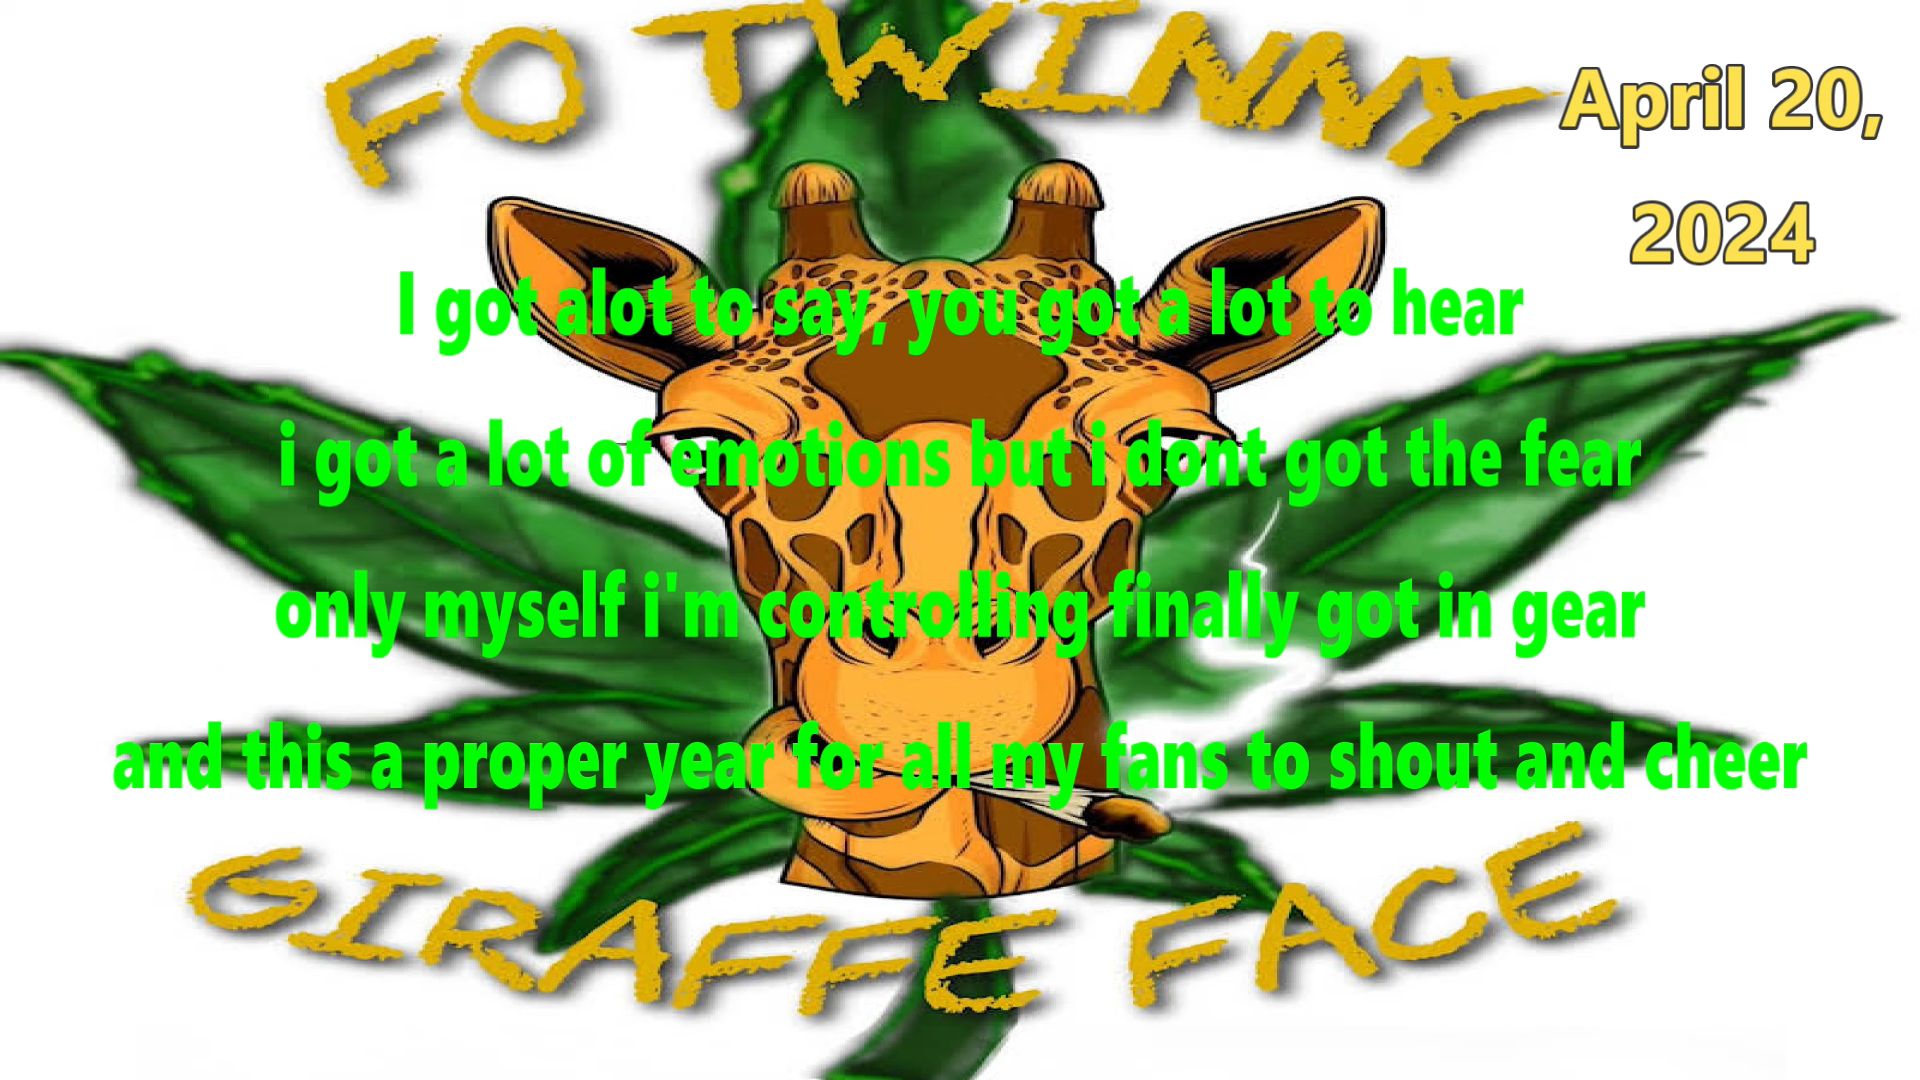 FO TWINNY
April 20,
2024
I got alot to say, you got a lot to hear
i got a lot of emotions but i dont got the fear
only myself i'm controlling finally got in gear
and this a proper year for all my fans to shout and cheer
GIRAFFE FACE